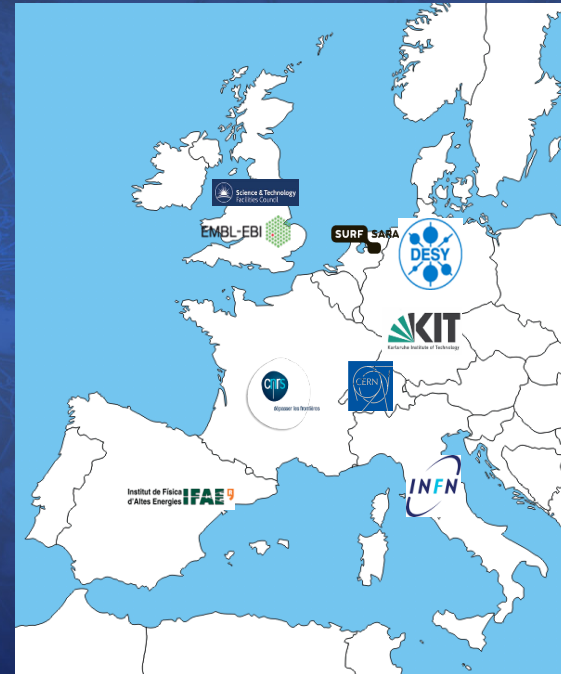 Science & Technology
Facilities Council
EMBL-EBI
SURF SARA
DESY
KIT
Karlsruhe Institute of Technology
CERN
cnrs
dépasser les frontières
INFN
Institut de Física
d'Altes Energies IFAE